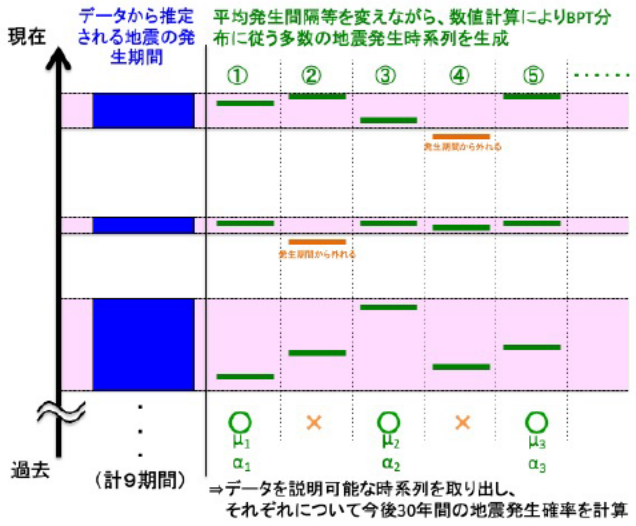 データから推定
される地震の発
生期間
平均発生間隔等を変えながら、数値計算によりBPT分
布に従う多数の地震発生時系列を生成
現在
① ② ③ ④ ⑤ ・・・・・・
発生期間から外れる
発生期間から外れる
○ × ○ × ○
μ1 μ2 μ3
α1 α2 α3
過去
・
・
・
(計9期間)
⇒データを説明可能な時系列を取り出し、
それぞれについて今後30年間の地震発生確率を計算